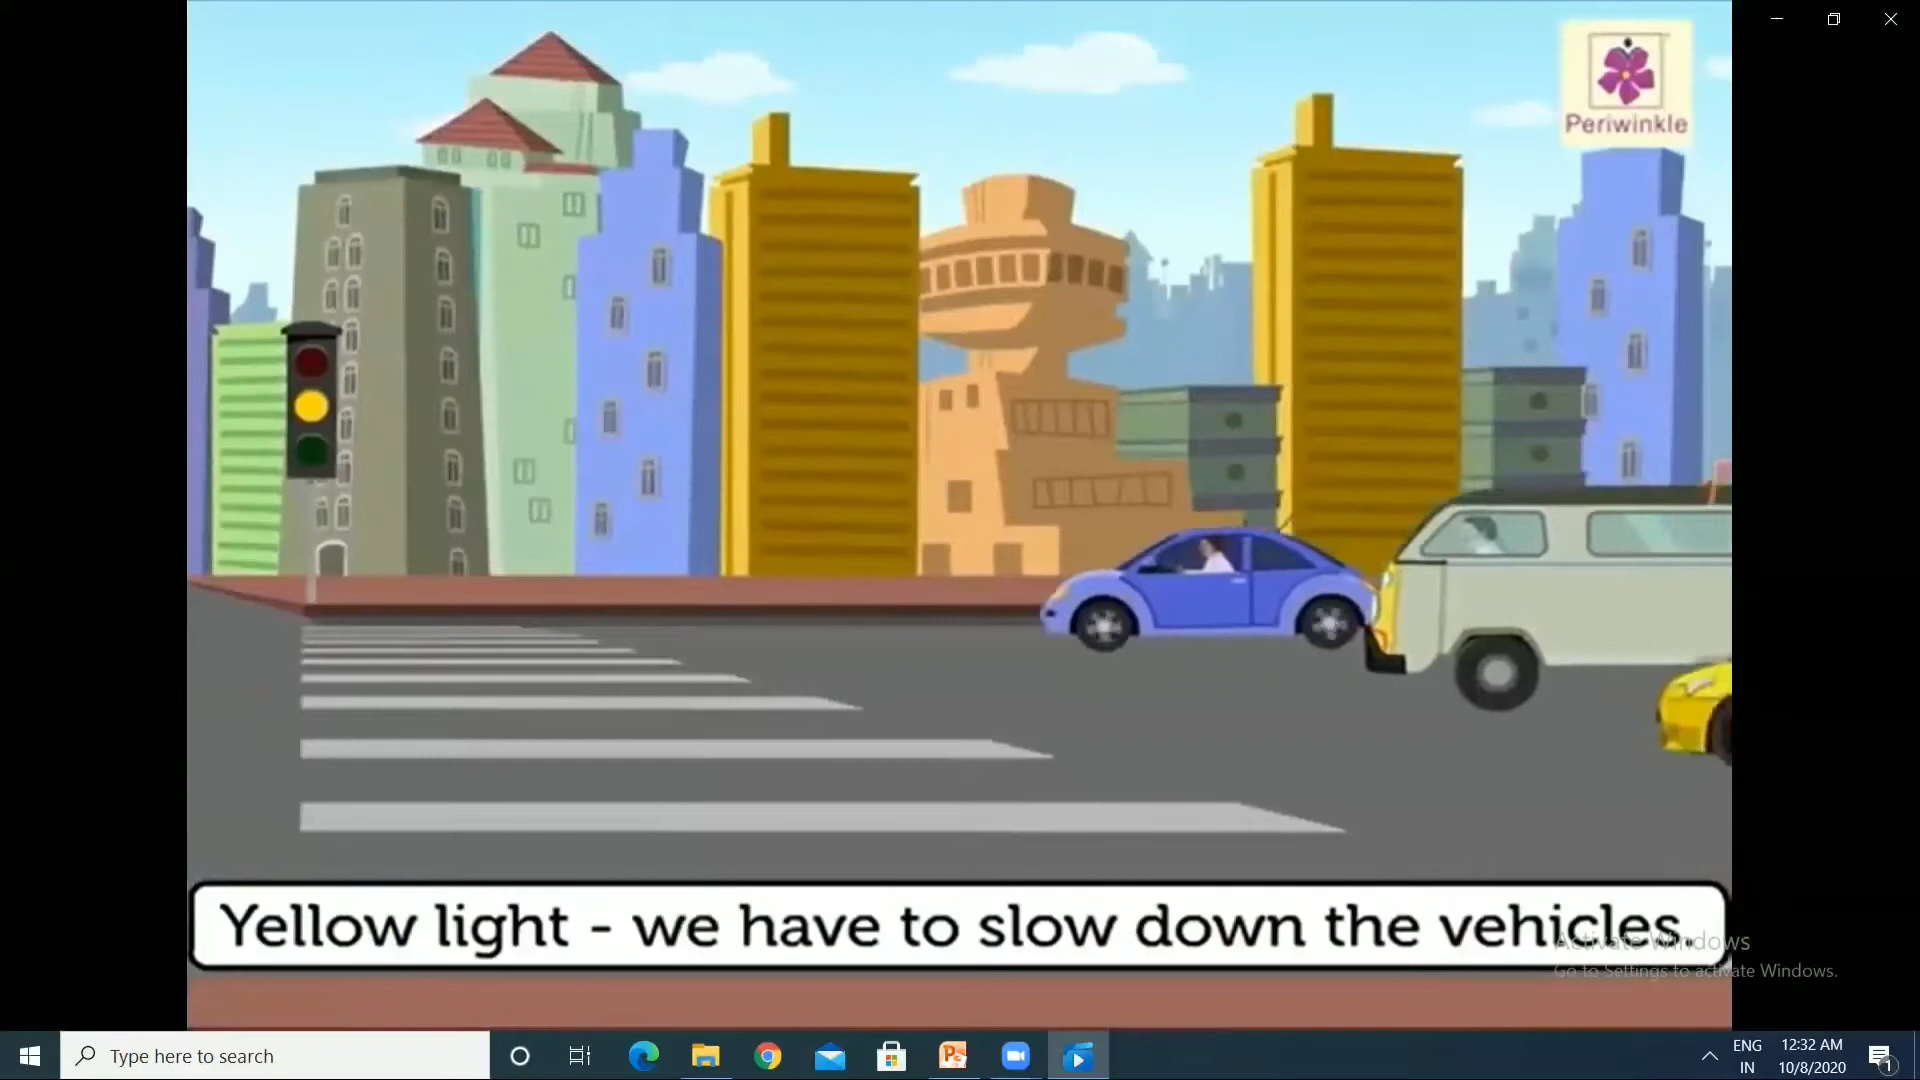 Periwinkle
Yellow light - we have to slow down the vehicles.
Activate Windows
Go to Settings to activate Windows.
Type here to search
ENG
IN
12:32 AM
10/8/2020
1